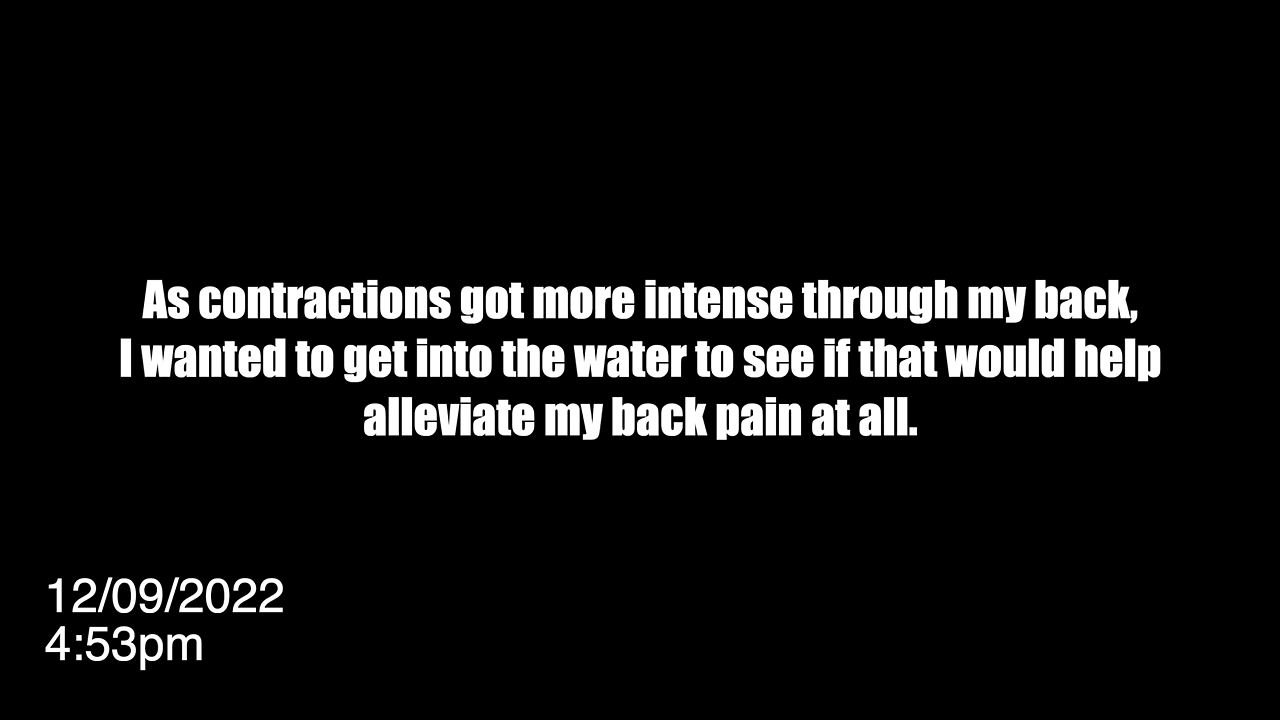 As contractions got more intense through my back,
I wanted to get into the water to see if that would help
alleviate my back pain at all.
12/09/2022
4:53pm